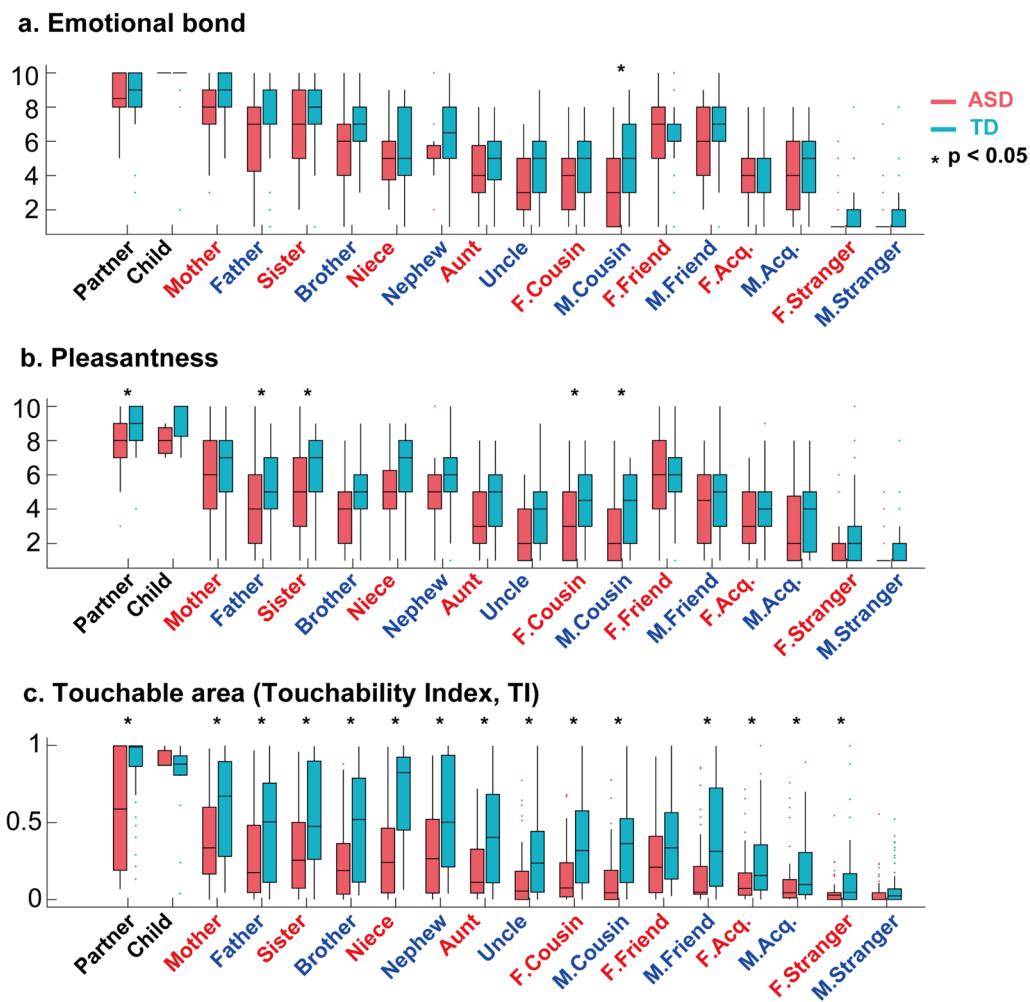 a. Emotional bond
*
10
8
6
4
2
ASD
TD
* p < 0.05
Partner
Child
Mother
Father
Sister
Brother
Niece
Nephew
Aunt
Uncle
F.Cousin
M.Cousin
F.Friend
M.Friend
F.Acq.
M.Acq.
F.Stranger
M.Stranger
b. Pleasantness
* * * * *
10
8
6
4
2
Partner
Child
Mother
Father
Sister
Brother
Niece
Nephew
Aunt
Uncle
F.Cousin
M.Cousin
F.Friend
M.Friend
F.Acq.
M.Acq.
F.Stranger
M.Stranger
c. Touchable area (Touchability Index, TI)
* * * * * * * * * * * * * * *
1
0.5
0
Partner
Child
Mother
Father
Sister
Brother
Niece
Nephew
Aunt
Uncle
F.Cousin
M.Cousin
F.Friend
M.Friend
F.Acq.
M.Acq.
F.Stranger
M.Stranger